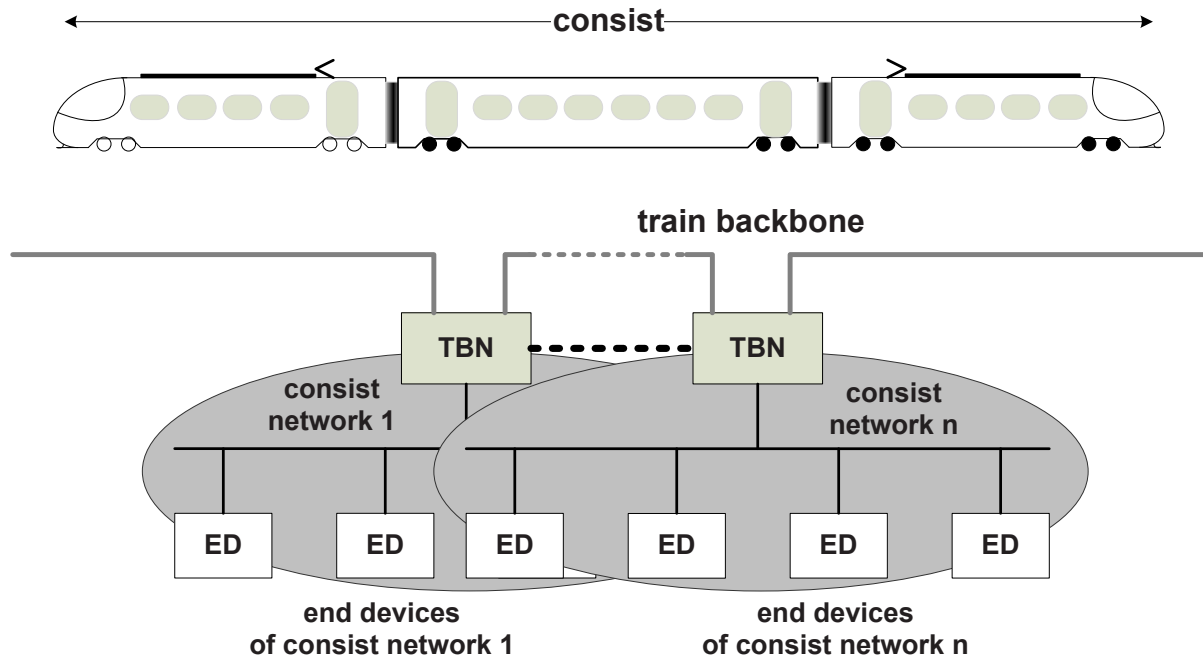 consist
train backbone
TBN
TBN
consist
network 1
consist
network n
ED
ED
ED
ED
ED
ED
end devices
of consist network 1
end devices
of consist network n